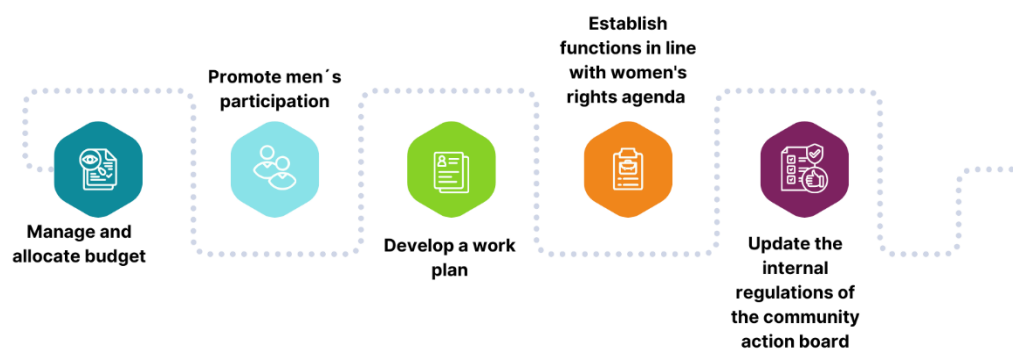 Manage and
allocate budget
Promote men´s
participation
Develop a work
plan
Establish
functions in line
with women's
rights agenda
Update the
internal
regulations of
the community
action board